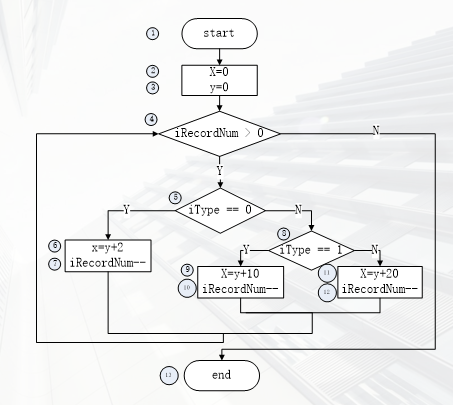 1
start
2
X=0
3
y=0
4
iRecordNum > 0
N
Y
5
iType == 0
Y
N
6
x=y+2
7
iRecordNum--
8
iType == 1
Y
N
9
X=y+10
10
iRecordNum--
11
X=y+20
12
iRecordNum--
13
end